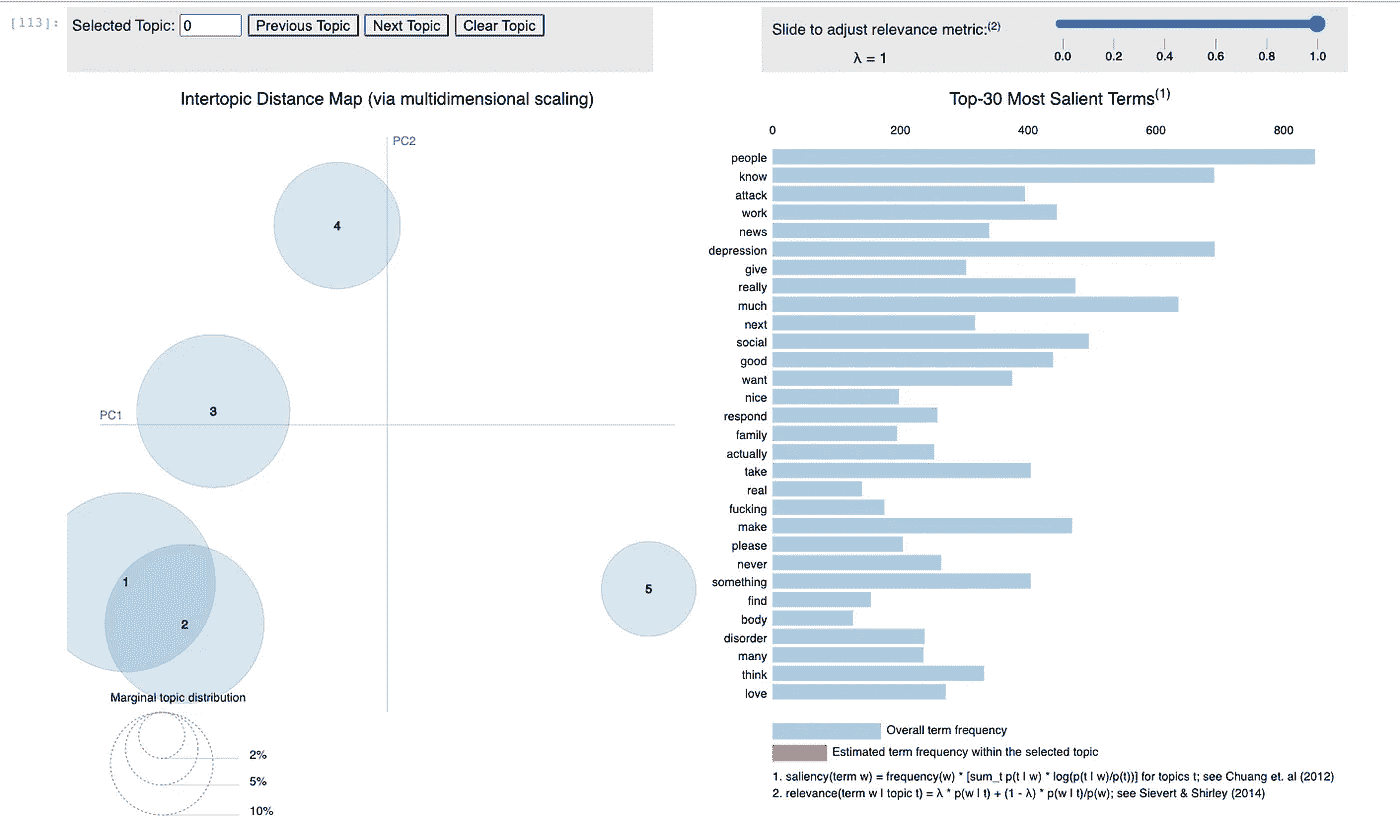 [113]:
Selected Topic: 0 Previous Topic Next Topic Clear Topic
Slide to adjust relevance metric:(2)
λ = 1
0.0 0.2 0.4 0.6 0.8 1.0
Intertopic Distance Map (via multidimensional scaling)
PC2
4
3
PC1
1
2
5
Marginal topic distribution
2%
5%
10%
Top-30 Most Salient Terms(1)
0 200 400 600 800
people
know
attack
work
news
depression
give
really
much
next
social
good
want
nice
respond
family
actually
take
real
fucking
make
please
never
something
find
body
disorder
many
think
love
Overall term frequency
Estimated term frequency within the selected topic
1. saliency(term w) = frequency(w) * [sum_t p(t | w) * log(p(t | w)/p(t))] for topics t; see Chuang et. al (2012)
2. relevance(term w | topic t) = λ * p(w | t) + (1 - λ) * p(w | t)/p(w); see Sievert & Shirley (2014)